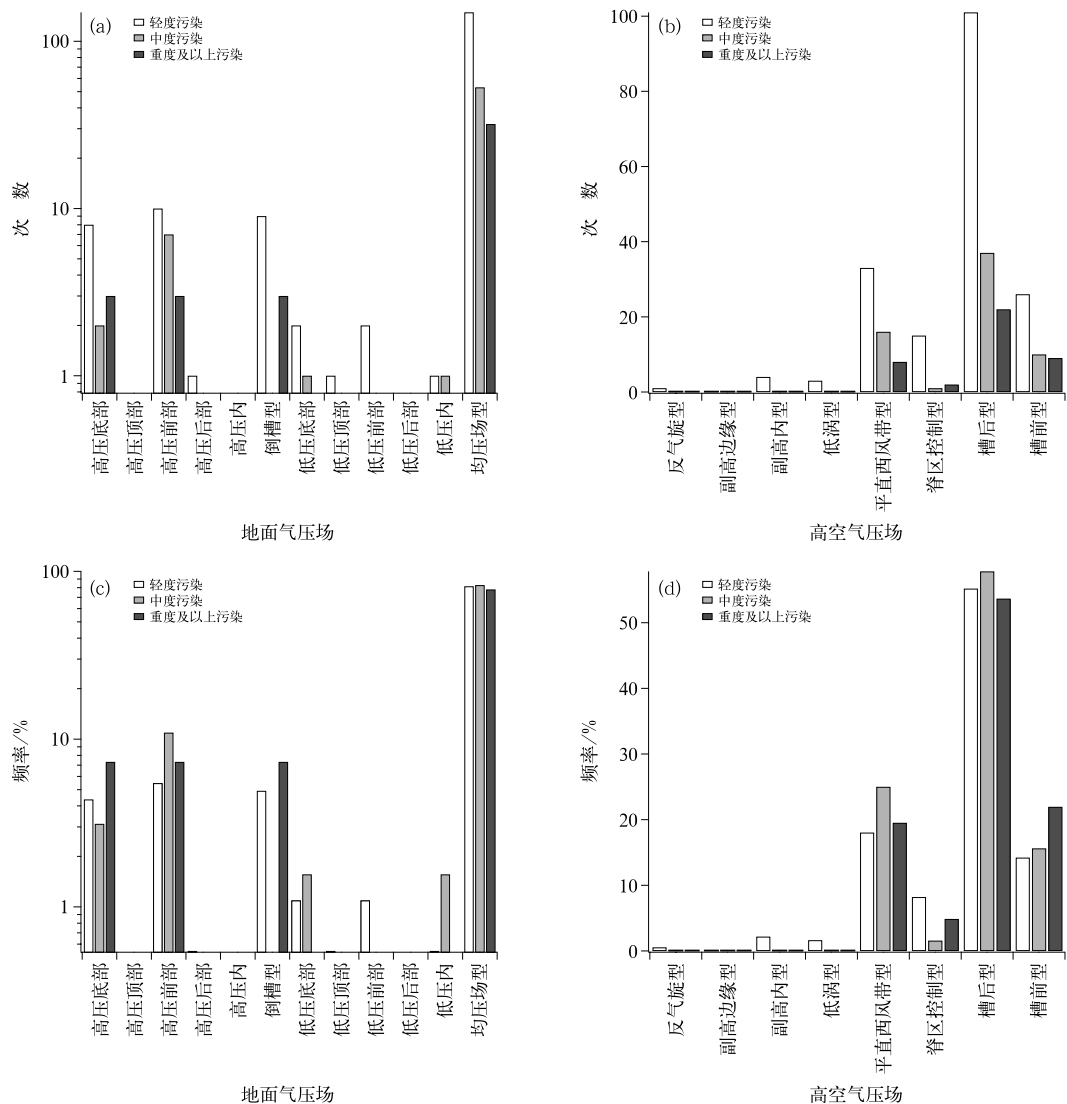 (a)
轻度污染
中度污染
重度及以上污染
100
10
1
次 数
高压底部
高压顶部
高压前部
高压后部
高压内
倒槽型
低压底部
低压顶部
低压前部
低压后部
低压内
均压场型
地面气压场
(b)
轻度污染
中度污染
重度及以上污染
100
80
60
40
20
0
次 数
反气旋型
副高边缘型
副高内型
低涡型
平直西风带型
脊区控制型
槽后型
槽前型
高空气压场
(c)
轻度污染
中度污染
重度及以上污染
100
10
1
频率/%
高压底部
高压顶部
高压前部
高压后部
高压内
倒槽型
低压底部
低压顶部
低压前部
低压后部
低压内
均压场型
地面气压场
(d)
轻度污染
中度污染
重度及以上污染
50
40
30
20
10
0
频率/%
反气旋型
副高边缘型
副高内型
低涡型
平直西风带型
脊区控制型
槽后型
槽前型
高空气压场